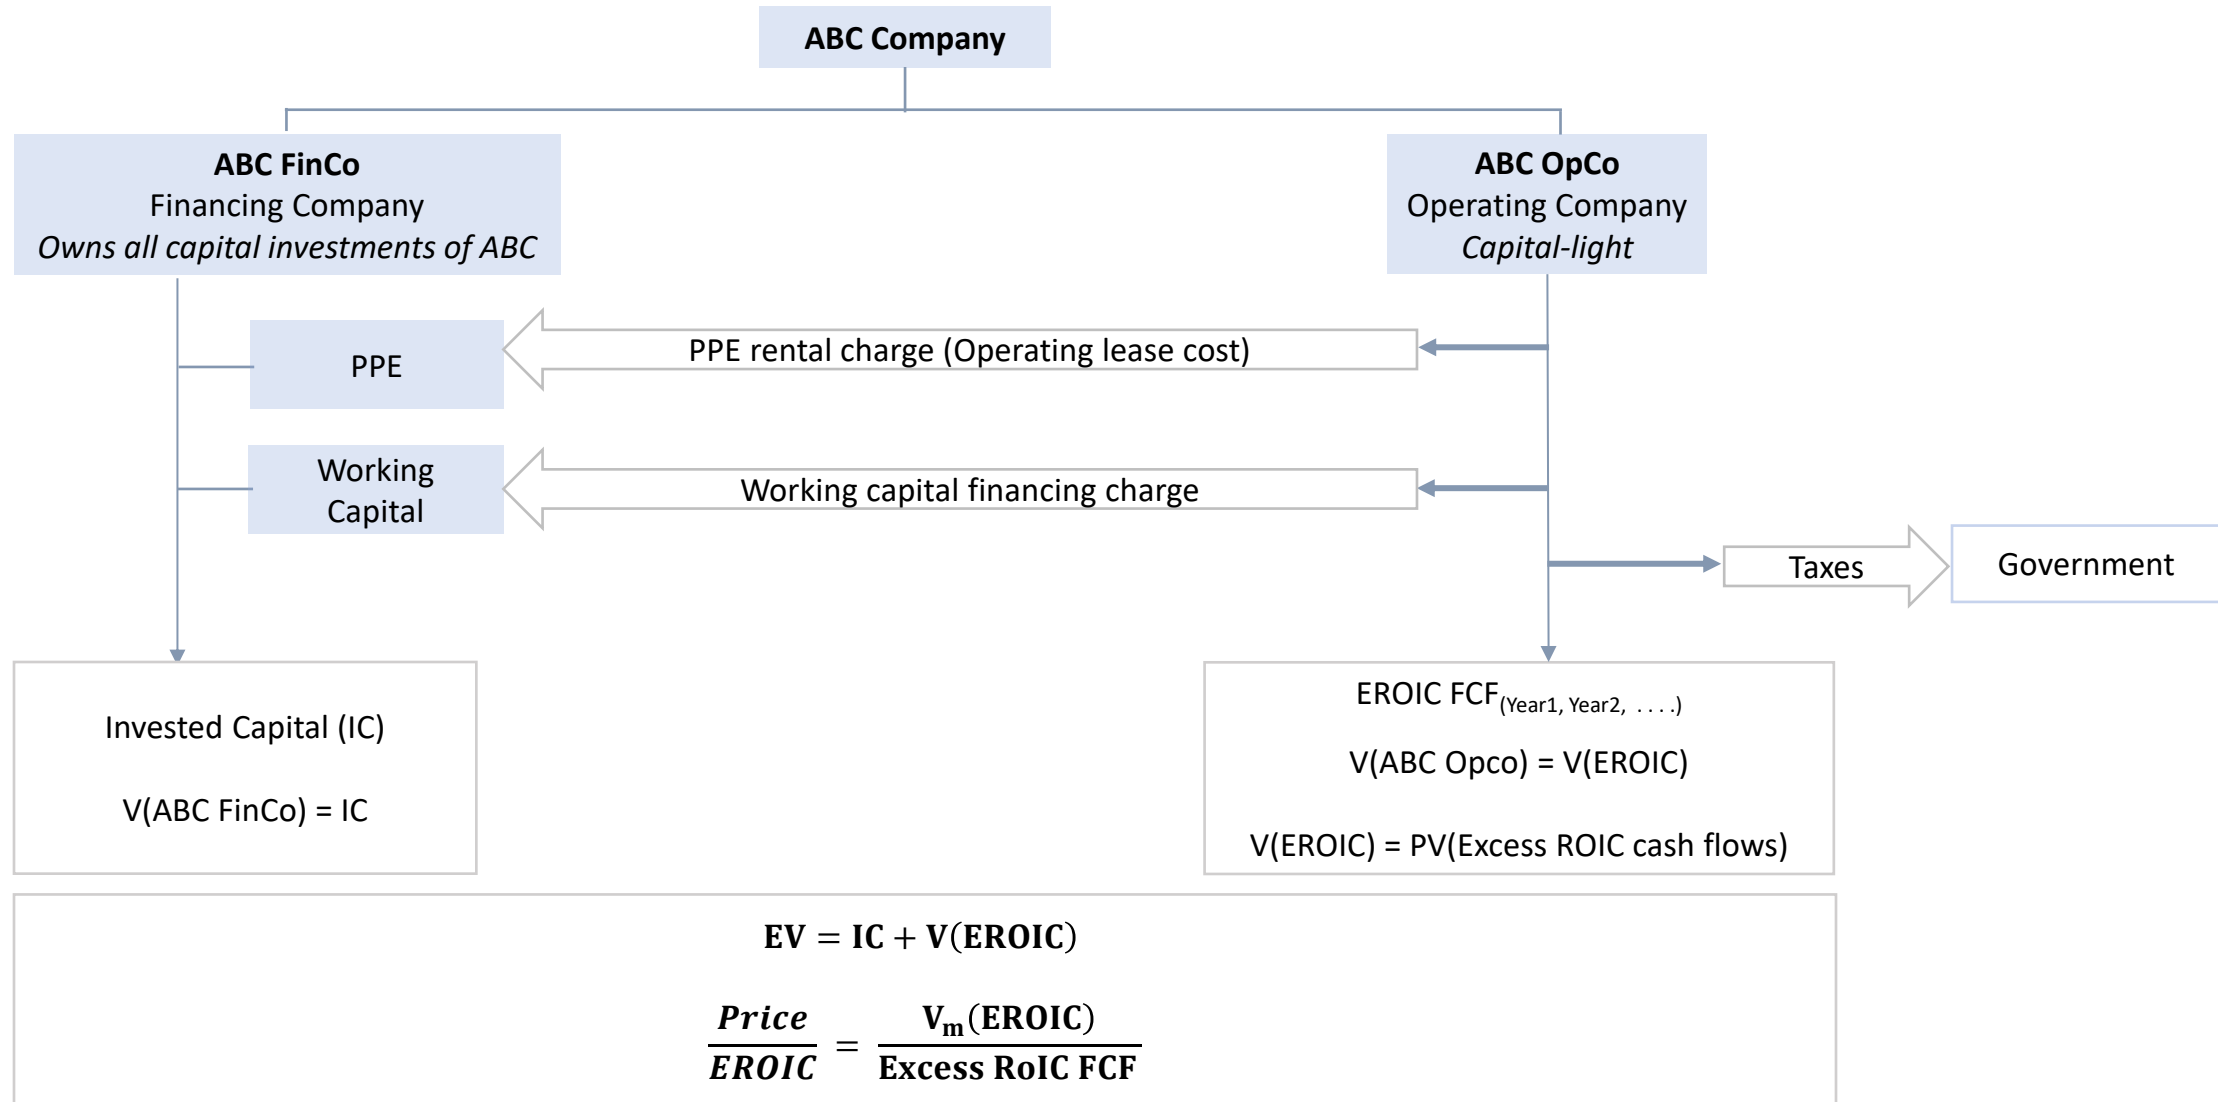 ABC Company
ABC FinCo
Financing Company
Owns all capital investments of ABC
ABC OpCo
Operating Company
Capital-light
PPE
PPE rental charge (Operating lease cost)
Working
Capital
Working capital financing charge
Taxes
Government
Invested Capital (IC)
V(ABC FinCo) = IC
EROIC FCF(Year1, Year2, . . . .)
V(ABC Opco) = V(EROIC)
V(EROIC) = PV(Excess ROIC cash flows)
EV = IC + V(EROIC)
Price/EROIC = Vm(EROIC)/Excess RoIC FCF